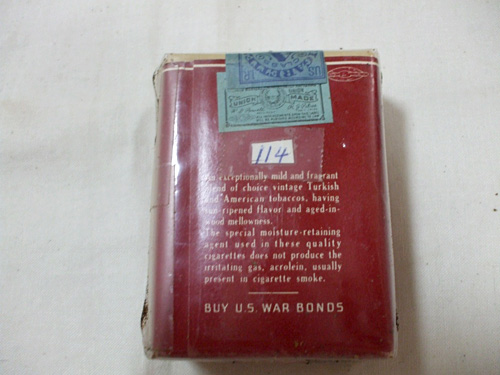 UNION MADE
114
An exceptionally mild and fragrant
blend of choice vintage Turkish
and American tobaccos, having
sun-ripened flavor and aged-in-
wood mellowness.
The special moisture-retaining
agent used in these quality
cigarettes does not produce the
irritating gas, acrolein, usually
present in cigarette smoke.
BUY U.S. WAR BONDS